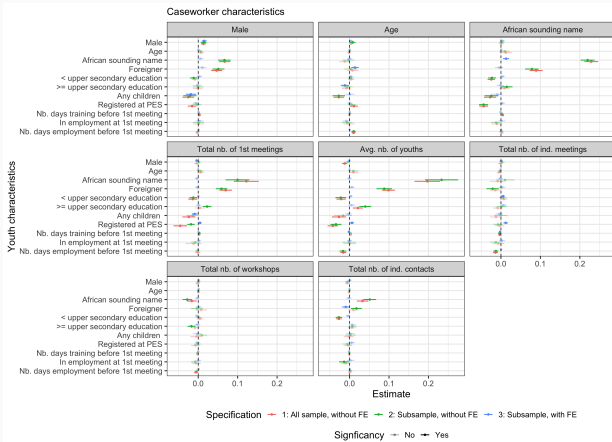 Caseworker characteristics
Male
Age
African sounding name
Male
Age
African sounding name
Foreigner
< upper secondary education
>= upper secondary education
Any children
Registered at PES
Nb. days training before 1st meeting
In employment at 1st meeting
Nb. days employment before 1st meeting
0.0 0.1 0.2
Total nb. of 1st meetings
Avg. nb. of youths
Total nb. of ind. meetings
Youth characteristics
Male
Age
African sounding name
Foreigner
< upper secondary education
>= upper secondary education
Any children
Registered at PES
Nb. days training before 1st meeting
In employment at 1st meeting
Nb. days employment before 1st meeting
0.0 0.1 0.2
Total nb. of workshops
Total nb. of ind. contacts
Male
Age
African sounding name
Foreigner
< upper secondary education
>= upper secondary education
Any children
Registered at PES
Nb. days training before 1st meeting
In employment at 1st meeting
Nb. days employment before 1st meeting
0.0 0.1 0.2
0.0 0.1 0.2
Estimate
Specification 1: All sample, without FE 2: Subsample, without FE 3: Subsample, with FE
Signficancy No Yes